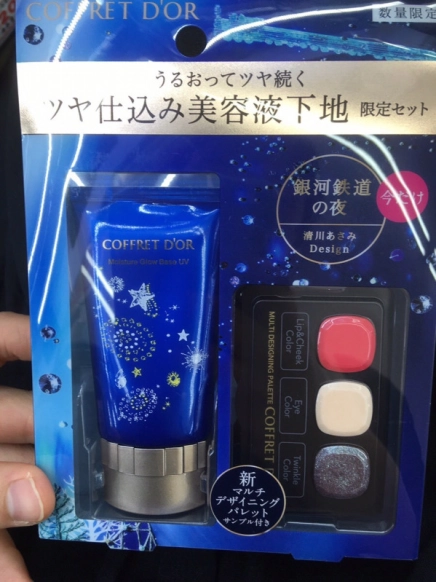 COFFRET D'OR
数量限定
うるおってツヤ続く
ツヤ仕込み美容液下地 限定セット
銀河鉄道
の夜
清川あさみ
Design
今だけ
COFFRET D'OR
Moisture Glow Base UV
Lip&Cheek
Color
Eye
Color
Twinkle
Color
MULTI DESIGNING PALETTE
新
マルチ
デザイニング
パレット
サンプル付き